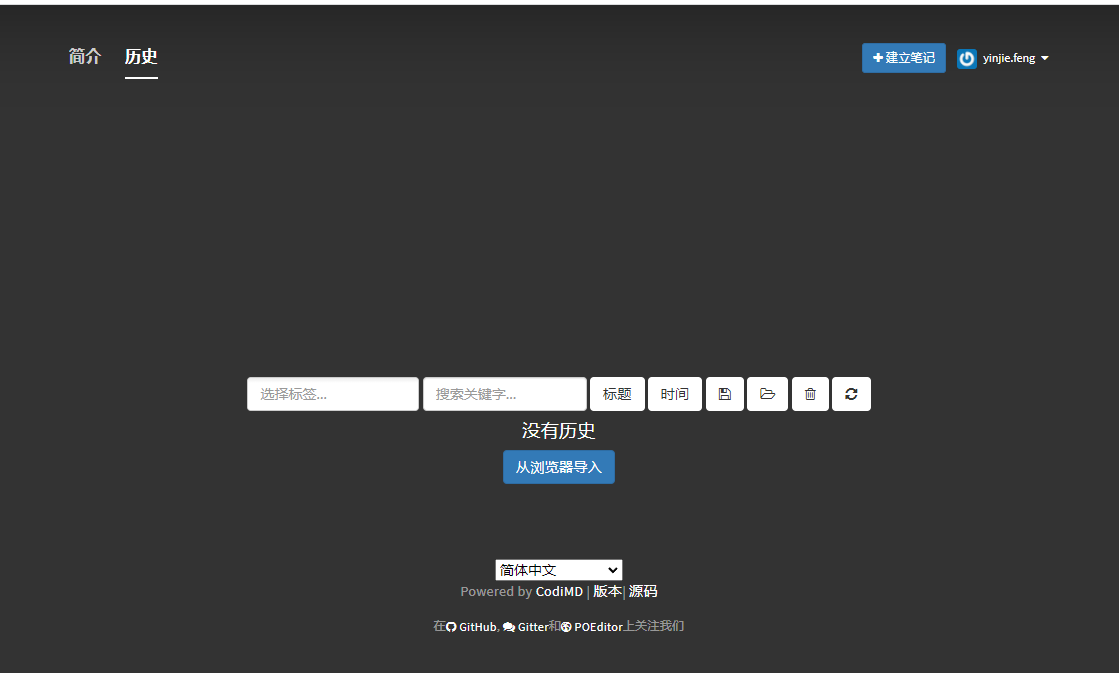 简介 历史 建立笔记 yinjie.feng
选择标签... 搜索关键字... 标题 时间
没有历史
从浏览器导入
简体中文
Powered by CodiMD | 版本| 源码
在 GitHub, Gitter和 POEditor上关注我们